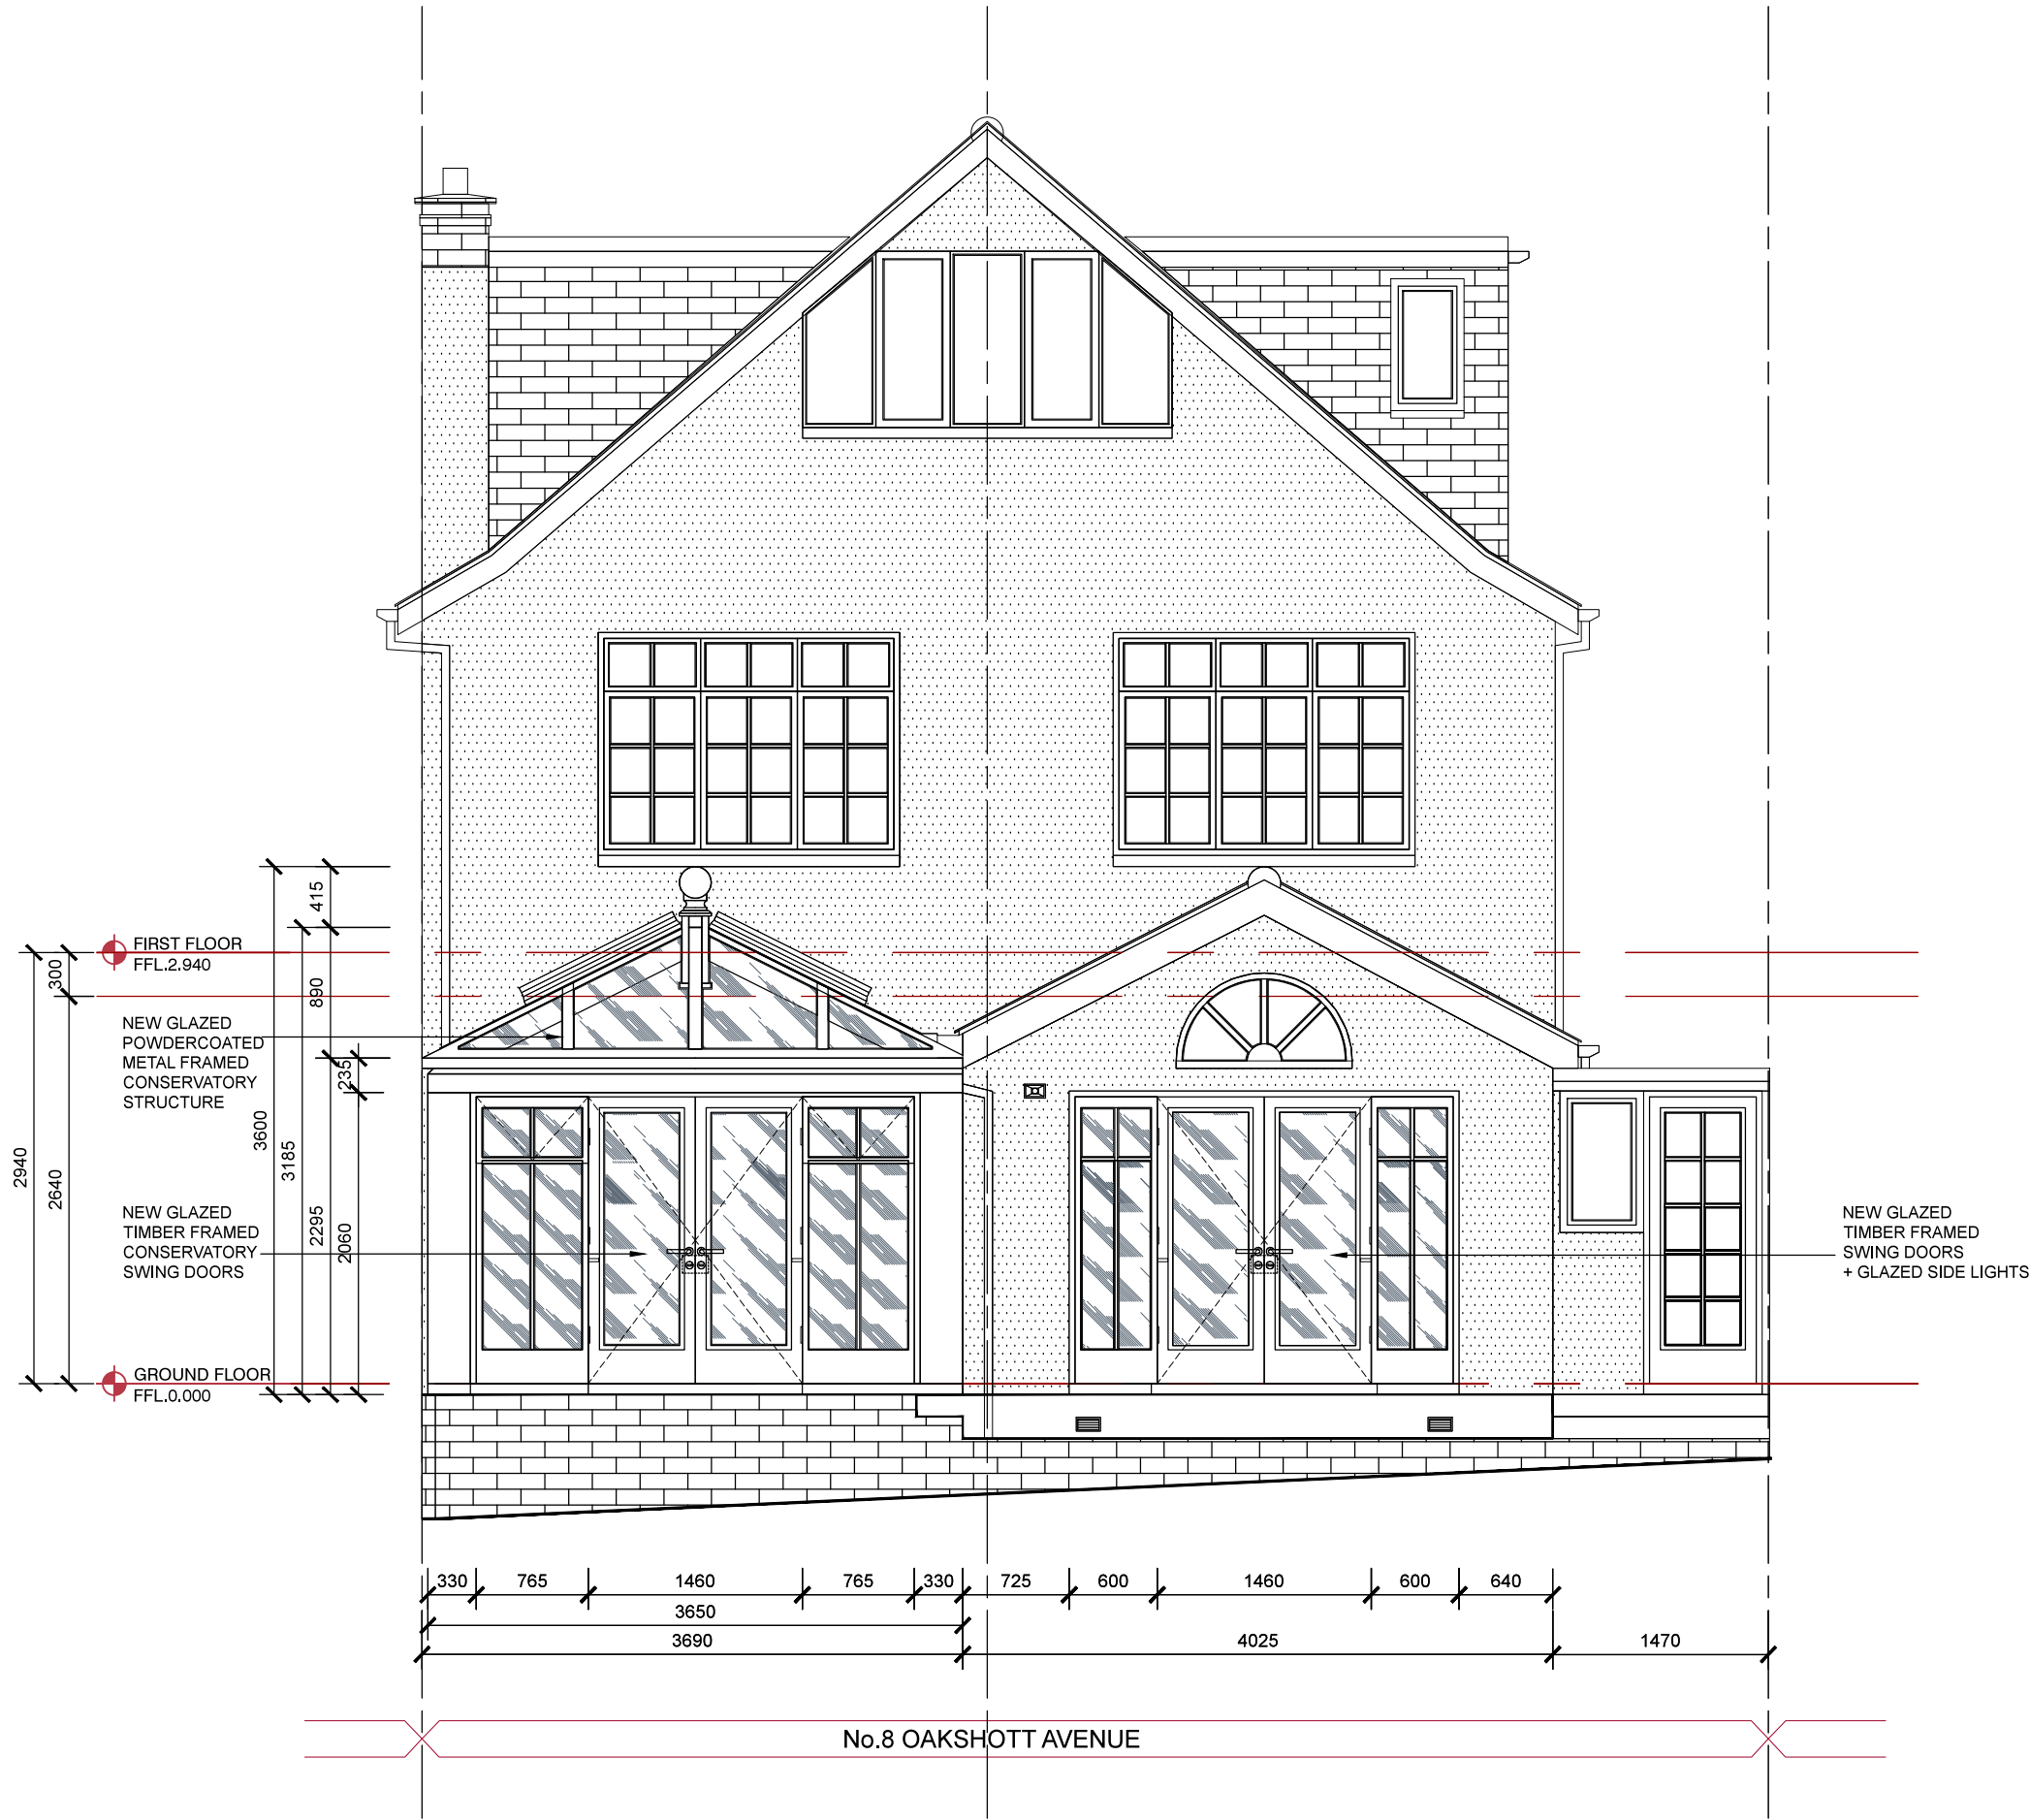 415
FIRST FLOOR
FFL.2.940
300
890
NEW GLAZED
POWDERCOATED
METAL FRAMED
CONSERVATORY
STRUCTURE
235
3600
3185
2940
2640
2295
2060
NEW GLAZED
TIMBER FRAMED
CONSERVATORY
SWING DOORS
NEW GLAZED
TIMBER FRAMED
SWING DOORS
+ GLAZED SIDE LIGHTS
GROUND FLOOR
FFL.0.000
330 765 1460 765 330 725 600 1460 600 640
3650
3690 4025 1470
No.8 OAKSHOTT AVENUE